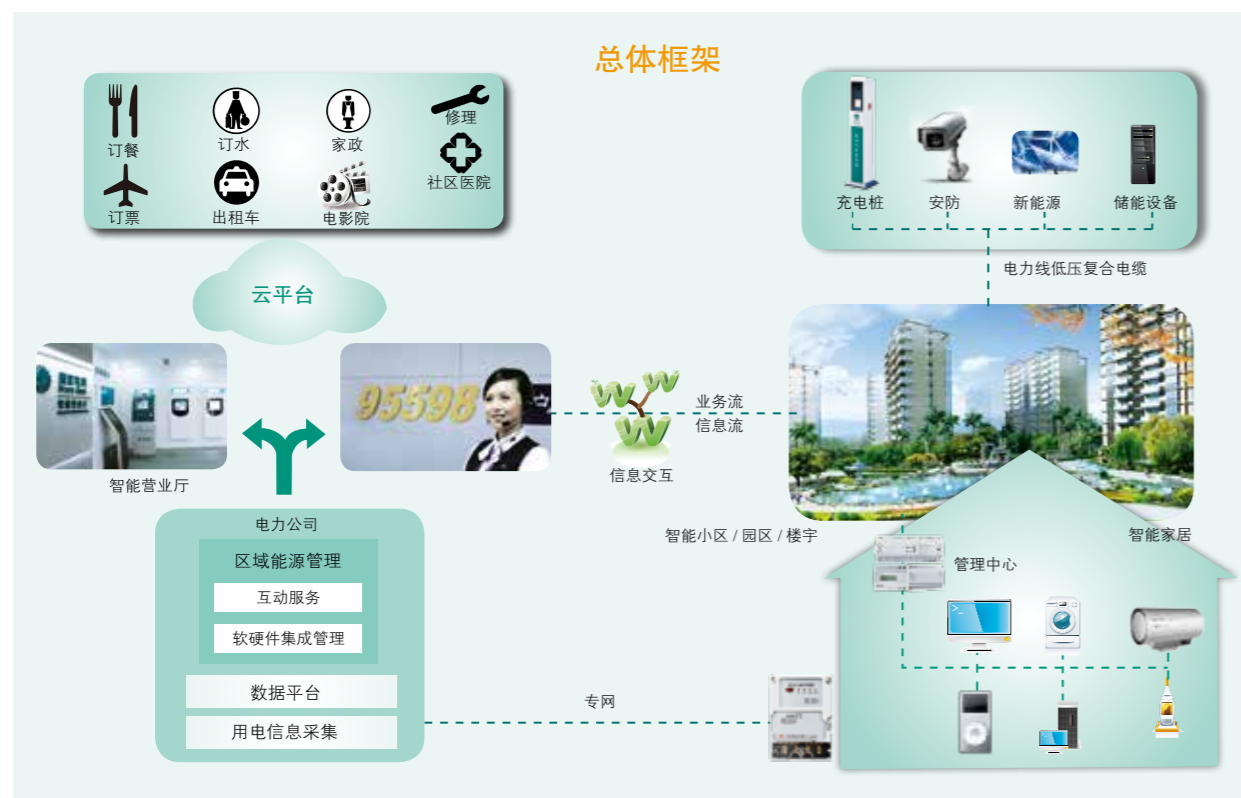 总体框架
订餐
订水
家政
修理
订票
出租车
电影院
社区医院
充电桩
安防
新能源
储能设备
电力线低压复合电缆
云平台
95598
业务流
信息流
信息交互
智能营业厅
智能小区 / 园区 / 楼宇
智能家居
管理中心
电力公司
区域能源管理
互动服务
软硬件集成管理
数据平台
用电信息采集
专网